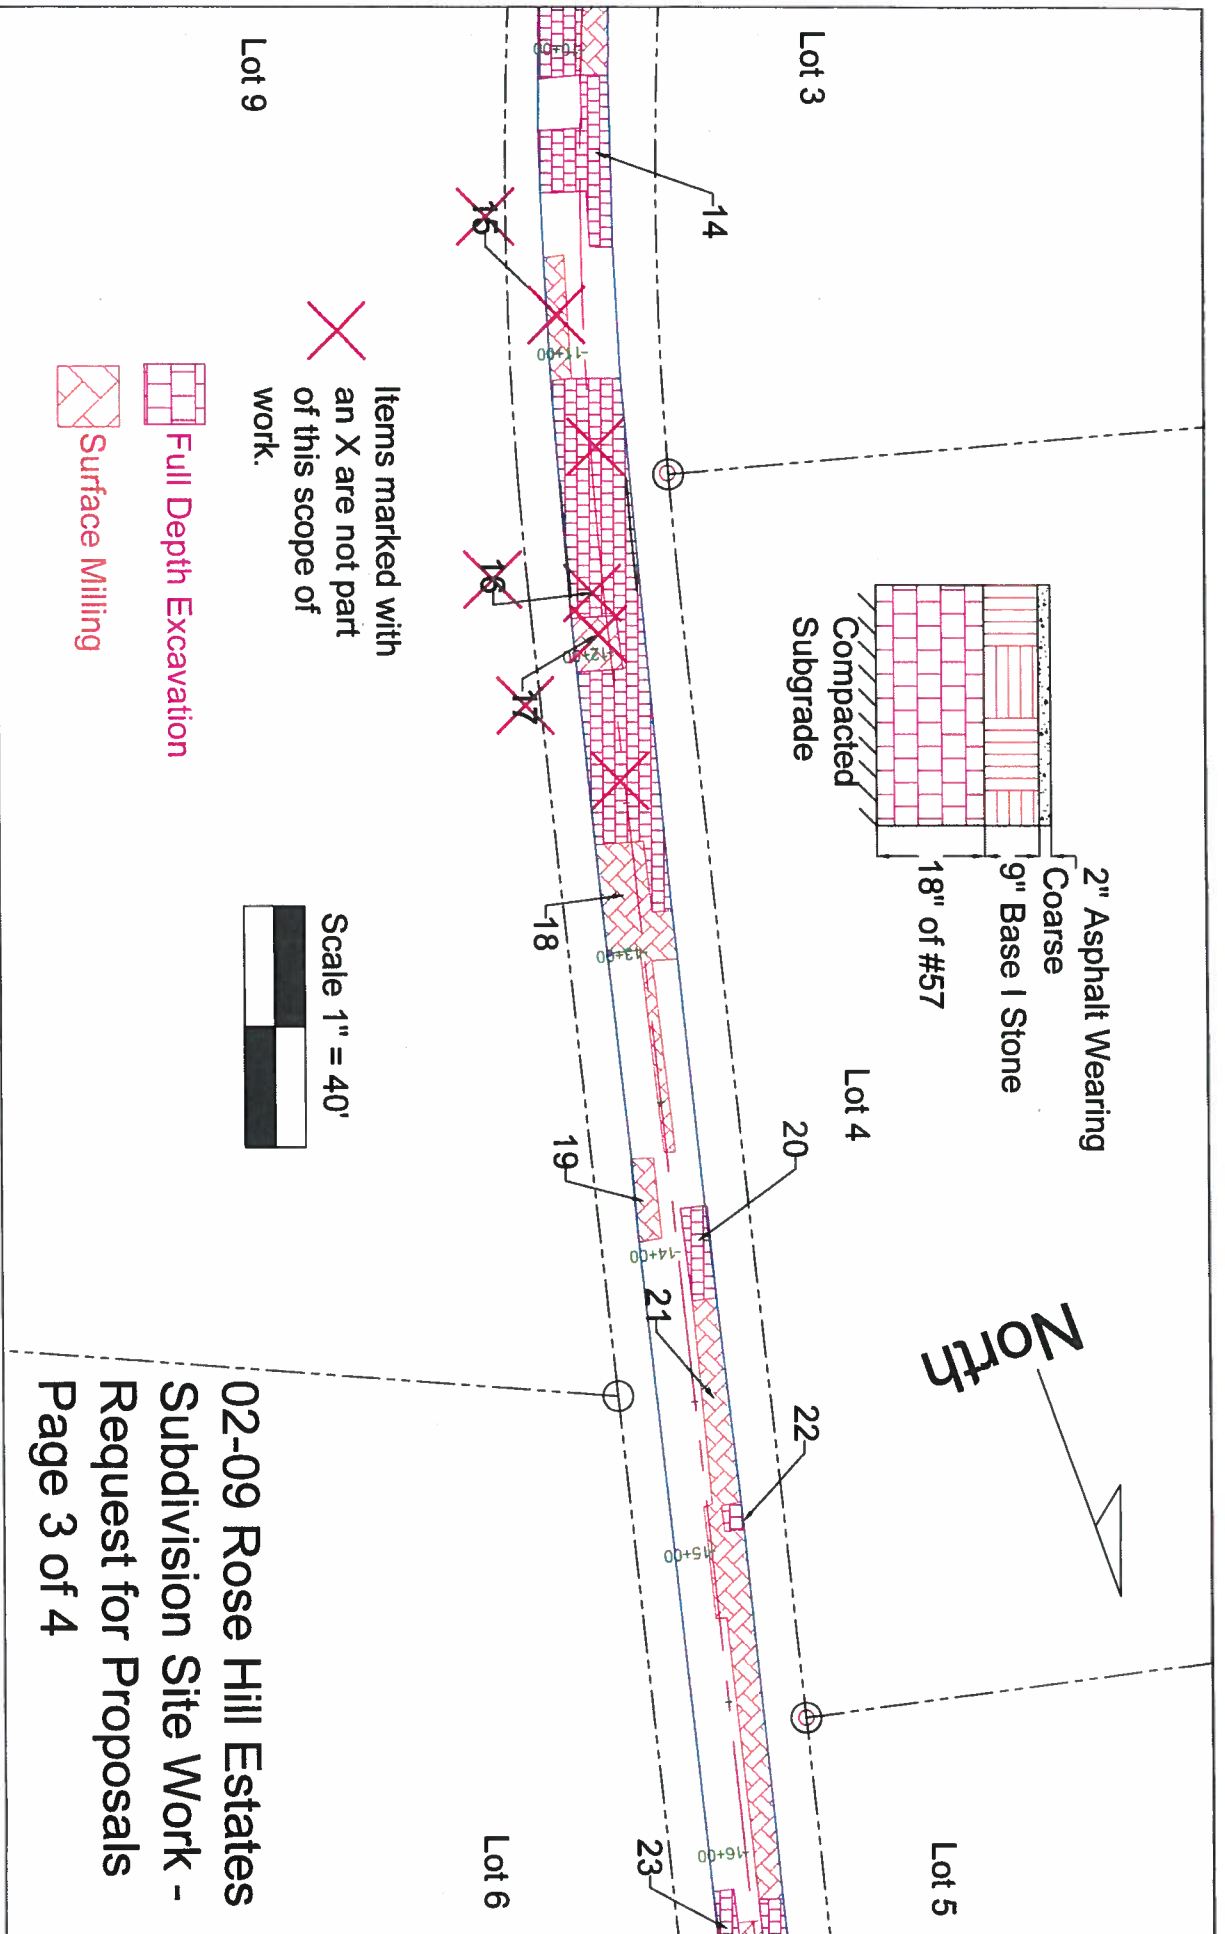 Lot 3
Lot 4
Lot 5
Lot 9
Lot 6
2" Asphalt Wearing
Coarse
9" Base I Stone
18" of #57
Compacted
Subgrade
North
14
15
16
17
18
19
20
21
22
23
10+00
11+00
12+00
13+00
14+00
15+00
16+00
Items marked with
an X are not part
of this scope of
work.
Full Depth Excavation
Surface Milling
Scale 1" = 40'
02-09 Rose Hill Estates
Subdivision Site Work -
Request for Proposals
Page 3 of 4